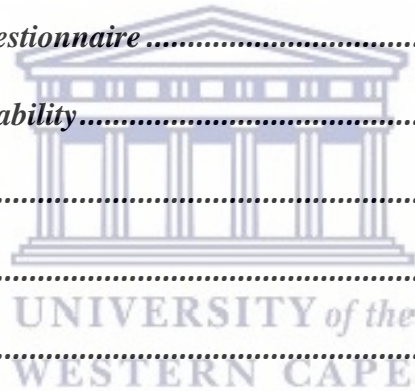 estionnaire ..........................................
ability ....................................................
..................................................................
..................................................................
UNIVERSITY of the
..................................................................
WESTERN CAPE